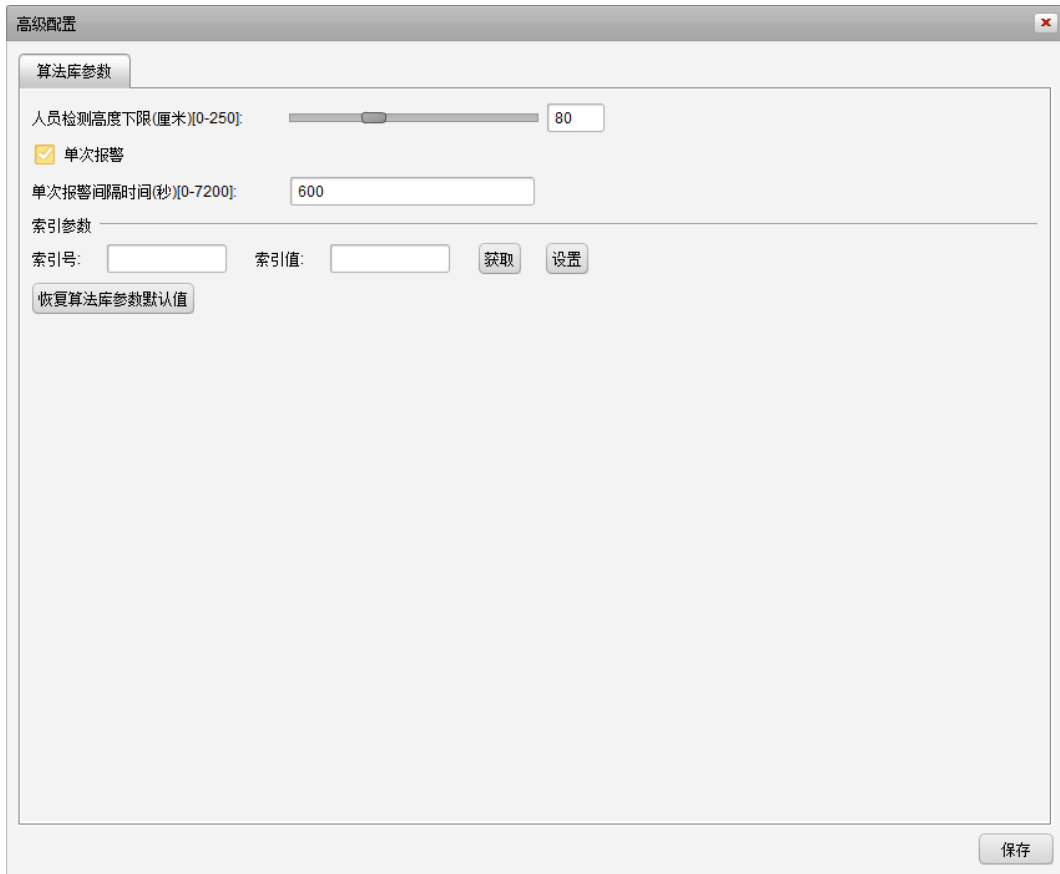 高级配置
算法库参数
人员检测高度下限(厘米)[0-250]: 80
单次报警
单次报警间隔时间(秒)[0-7200]: 600
索引参数
索引号: 索引值: 获取 设置
恢复算法库参数默认值
保存